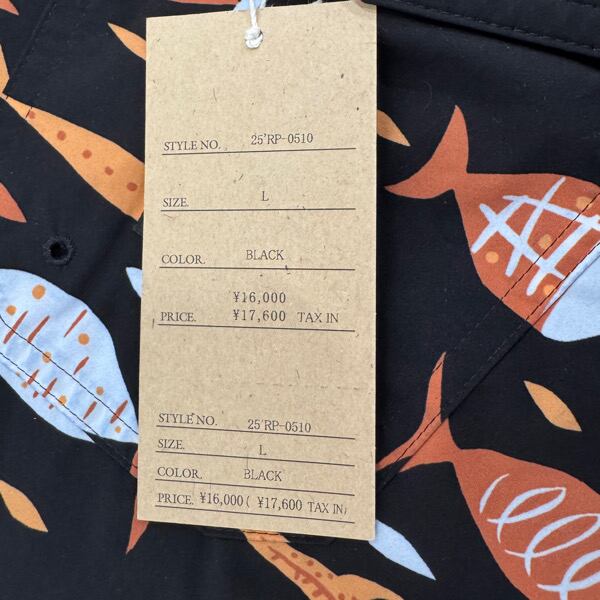 STYLE NO. 25'RP-0510
SIZE. L
COLOR. BLACK
¥16,000
PRICE. ¥17,600 TAX IN
STYLE NO. 25'RP-0510
SIZE. L
COLOR. BLACK
PRICE. ¥16,000( ¥17,600 TAX IN)